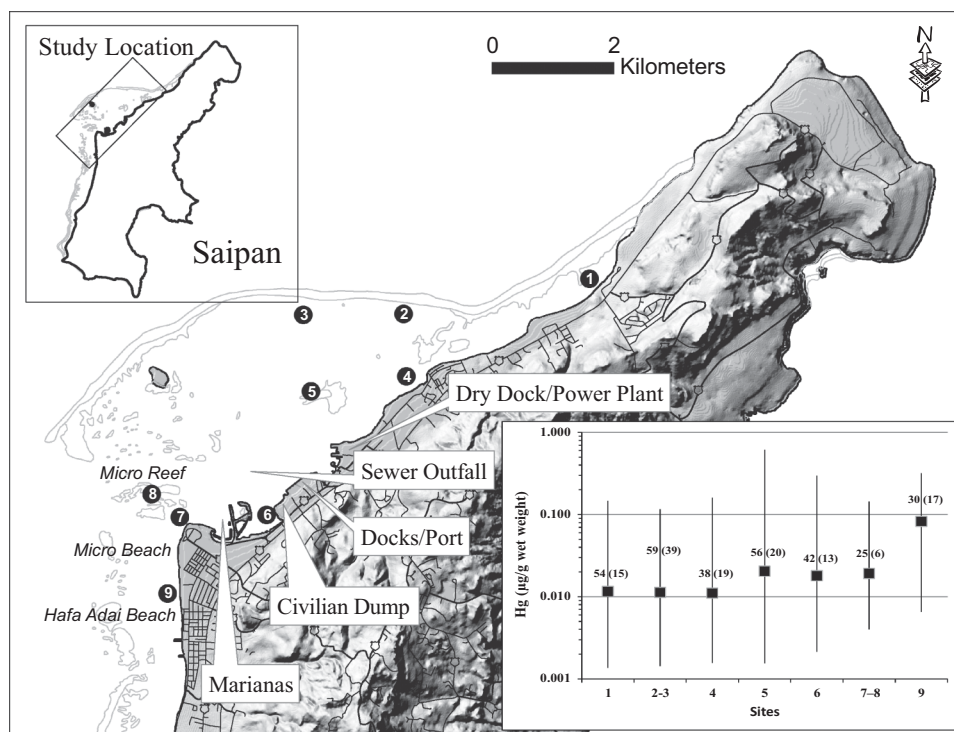 Study Location
Saipan
0 2
Kilometers
N
1
3 2
4
5
Dry Dock/Power Plant
Sewer Outfall
Micro Reef
8
7
6
Docks/Port
Micro Beach
Civilian Dump
9
Hafa Adai Beach
Marianas
Hg (µg/g wet weight)
1.000
0.100
0.010
0.001
54 (15)
59 (39)
38 (19)
56 (20)
42 (13)
25 (6)
30 (17)
1 2-3 4 5 6 7–8 9
Sites